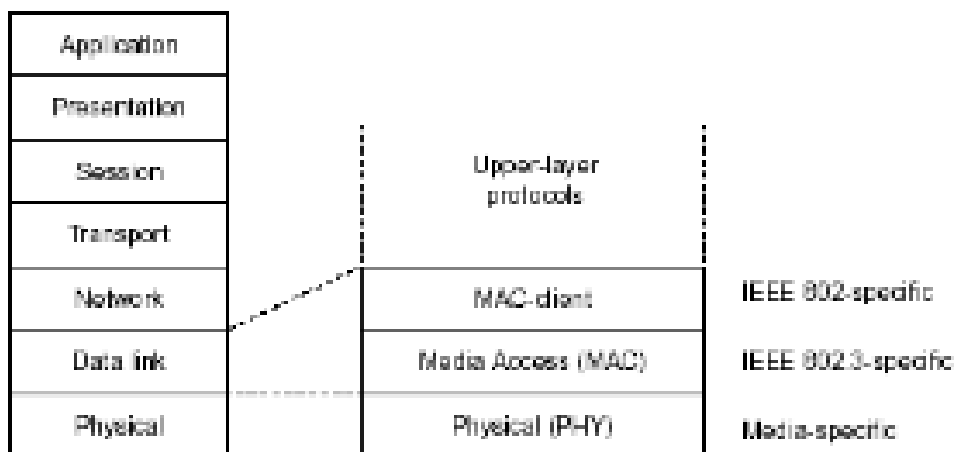 Application
Presentation
Session
Transport
Network
Data link
Physical
Upper-layer
protocols
MAC-client
Media Access (MAC)
Physical (PHY)
IEEE 802-specific
IEEE 802.3-specific
Media-specific